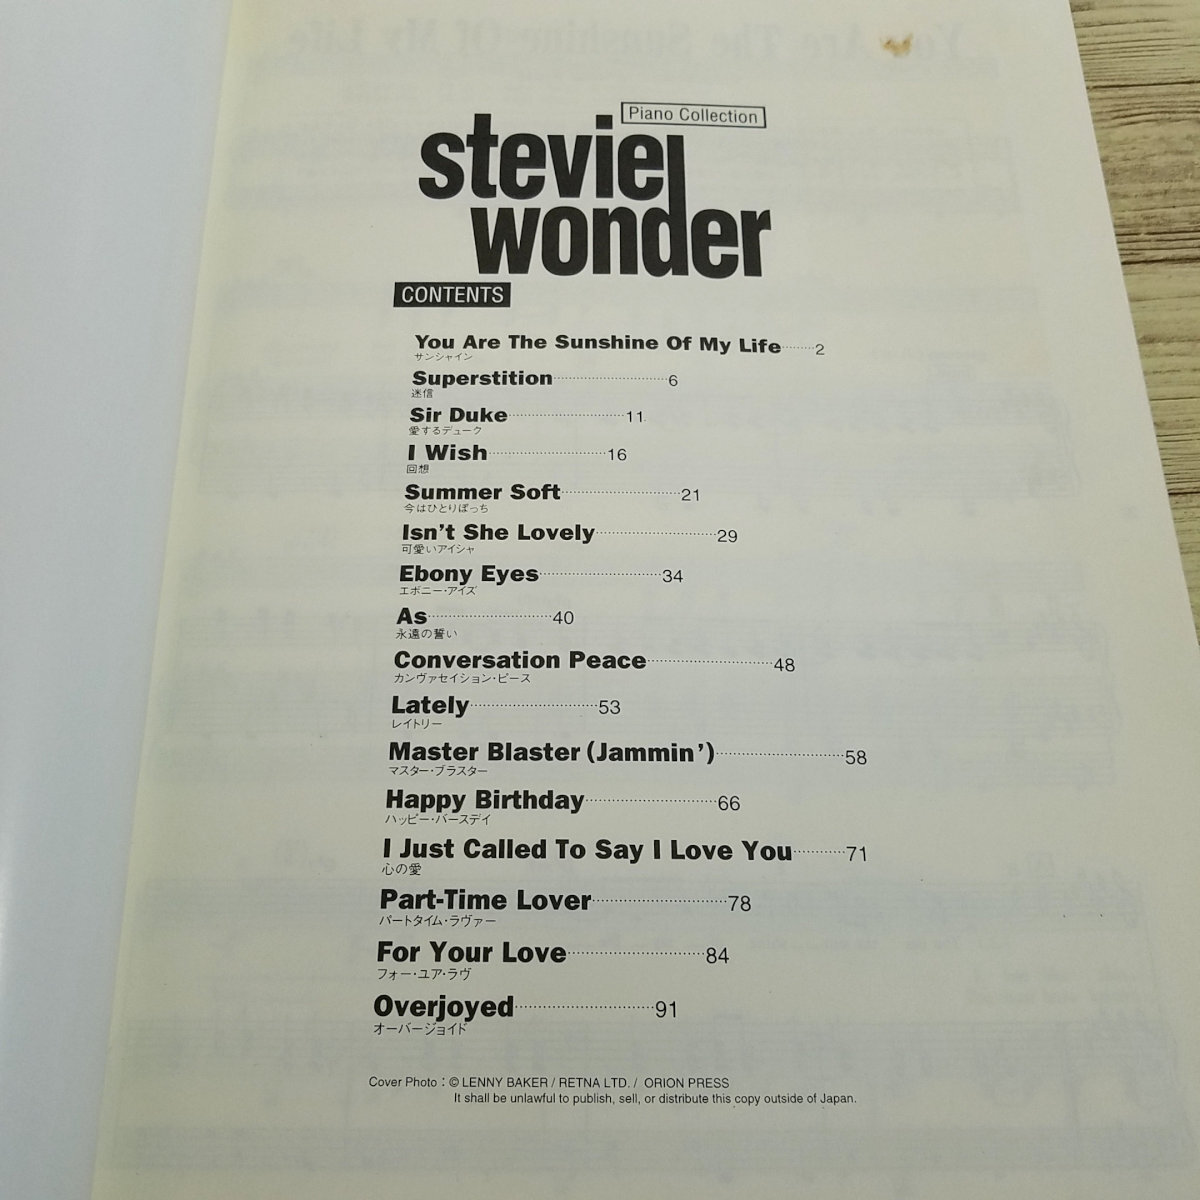 Piano Collection
stevie
wonder
CONTENTS
You Are The Sunshine Of My Life………2
サンシャイン
Superstition………6
迷信
Sir Duke………11
愛するデューク
I Wish………16
回想
Summer Soft………21
今はひとりぼっち
Isn't She Lovely………29
可愛いアイシャ
Ebony Eyes………34
エボニー・アイズ
As………40
永遠の誓い
Conversation Peace………48
カンヴァセイション・ピース
Lately………53
レイトリー
Master Blaster (Jammin')………58
マスター・ブラスター
Happy Birthday………66
ハッピー・バースデイ
I Just Called To Say I Love You………71
心の愛
Part-Time Lover………78
パートタイム・ラヴァー
For Your Love………84
フォー・ユア・ラヴ
Overjoyed………91
オーバージョイド
Cover Photo：© LENNY BAKER / RETNA LTD. / ORION PRESS
It shall be unlawful to publish, sell, or distribute this copy outside of Japan.